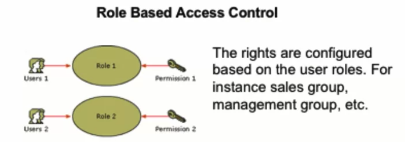 Role Based Access Control
Role 1
Users 1
Permission 1
Role 2
Users 2
Permission 2
The rights are configured
based on the user roles. For
instance sales group,
management group, etc.